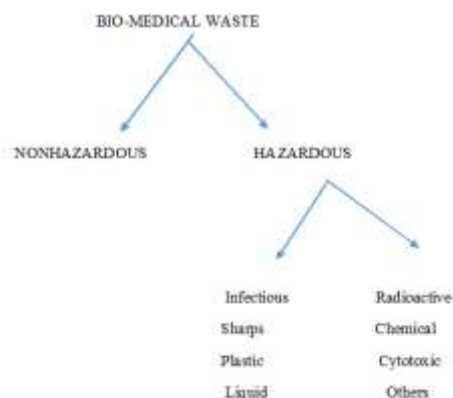 BIO-MEDICAL WASTE
NONHAZARDOUS HAZARDOUS
Infectious Radioactive
Sharps Chemical
Plastic Cytotoxic
Liquid Others